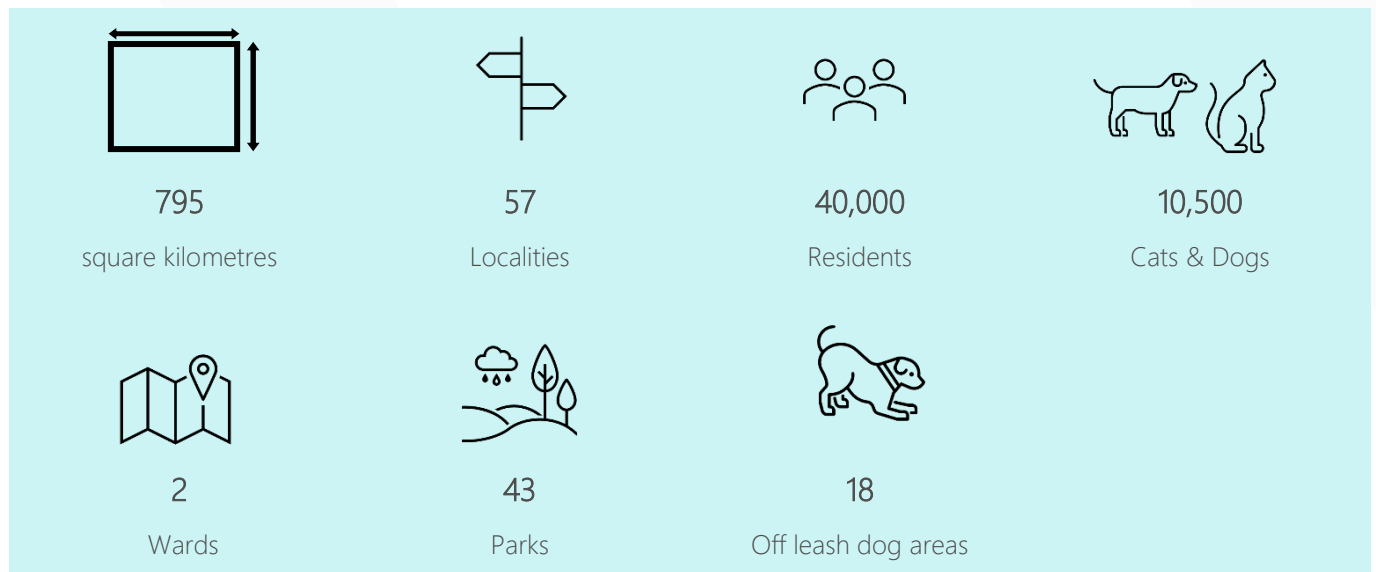 795
square kilometres
57
Localities
40,000
Residents
10,500
Cats & Dogs
2
Wards
43
Parks
18
Off leash dog areas